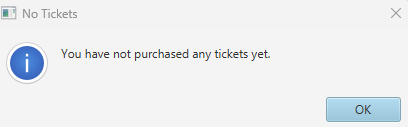 No Tickets
You have not purchased any tickets yet.
OK